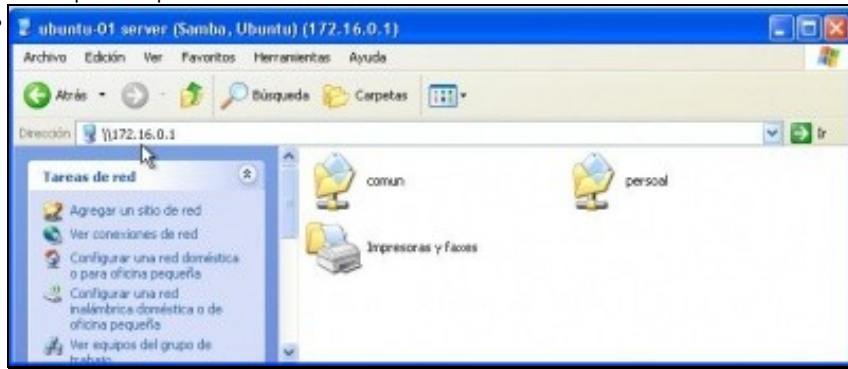 ubuntu-01 server (Samba, Ubuntu) (172.16.0.1)
Archivo Edición Ver Favoritos Herramientas Ayuda
Atrás Búsqueda Carpetas
Dirección \\172.16.0.1 Ir
Tareas de red
Agregar un sitio de red
Ver conexiones de red
Configurar una red doméstica
o para oficina pequeña
Configurar una red
inalámbrica doméstica o de
oficina pequeña
Ver equipos del grupo de
trabajo
comun
persoal
Impresoras y faxes